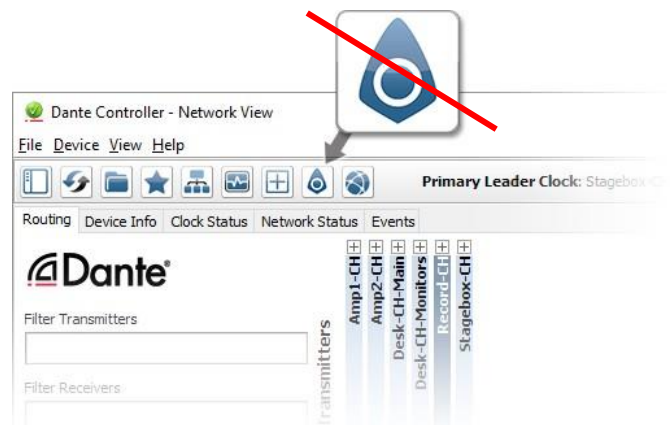 Dante Controller - Network View
File Device View Help
Primary Leader Clock: Stagebox-CH
Routing Device Info Clock Status Network Status Events
Dante®
Filter Transmitters
Filter Receivers
Transmitters
Amp1-CH
Amp2-CH
Desk-CH-Main
Desk-CH-Monitors
Record-CH
Stagebox-CH